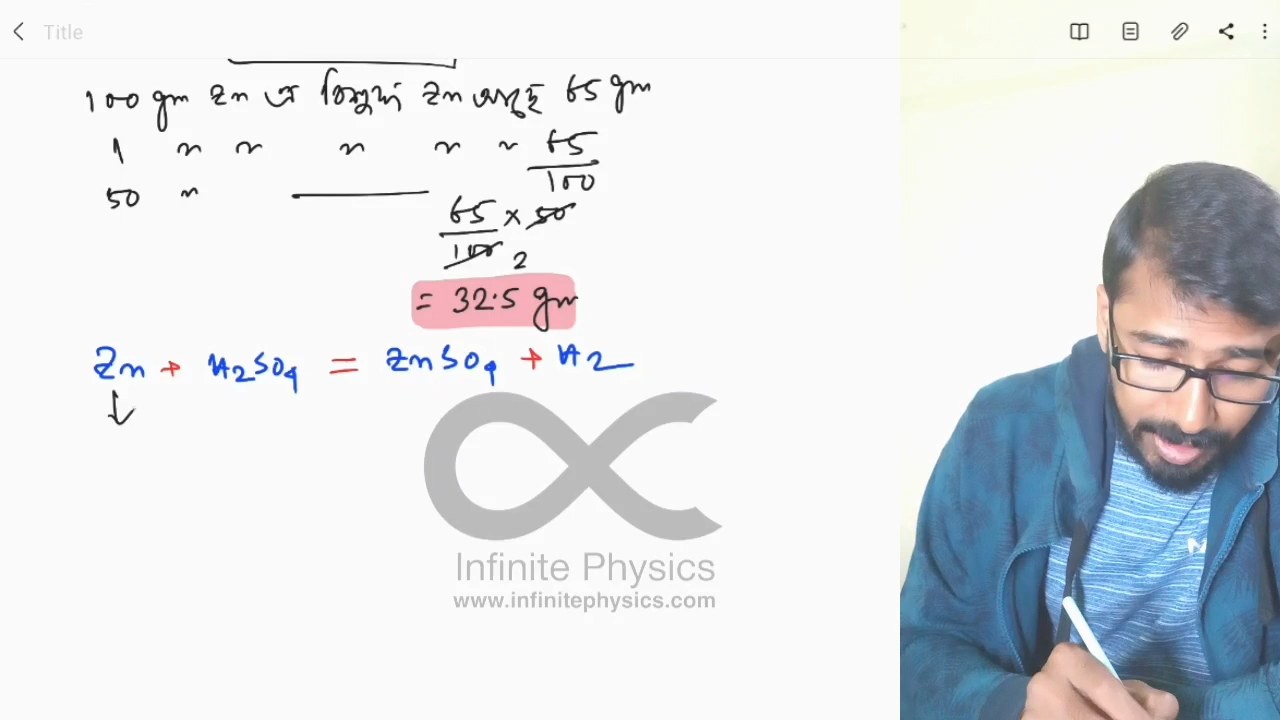 Title
100 gm Zn এ বিশুদ্ধ Zn আছে 65 gm
1 " " " " " 65/100
50 " ———
65/100 × 50
2
= 32.5 gm
Zn + H2SO4 = ZnSO4 + H2
↓
Infinite Physics
www.infinitephysics.com